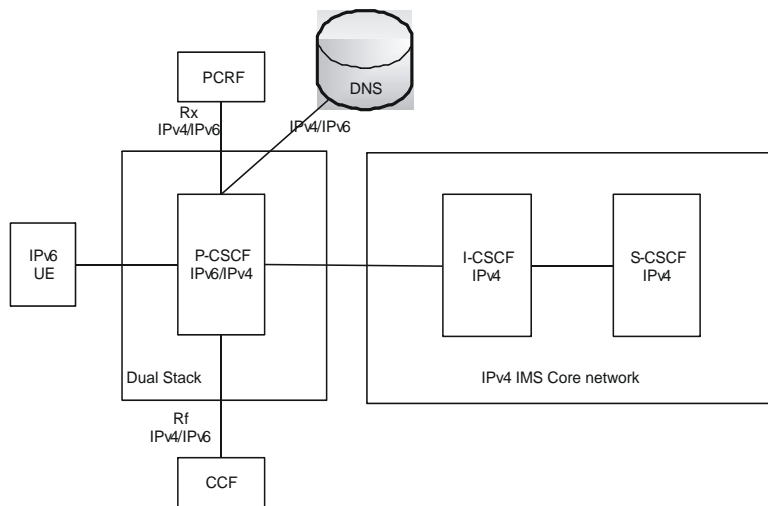 PCRF
DNS
Rx
IPv4/IPv6
IPv4/IPv6
IPv6
UE
P-CSCF
IPv6/IPv4
I-CSCF
IPv4
S-CSCF
IPv4
Dual Stack
IPv4 IMS Core network
Rf
IPv4/IPv6
CCF